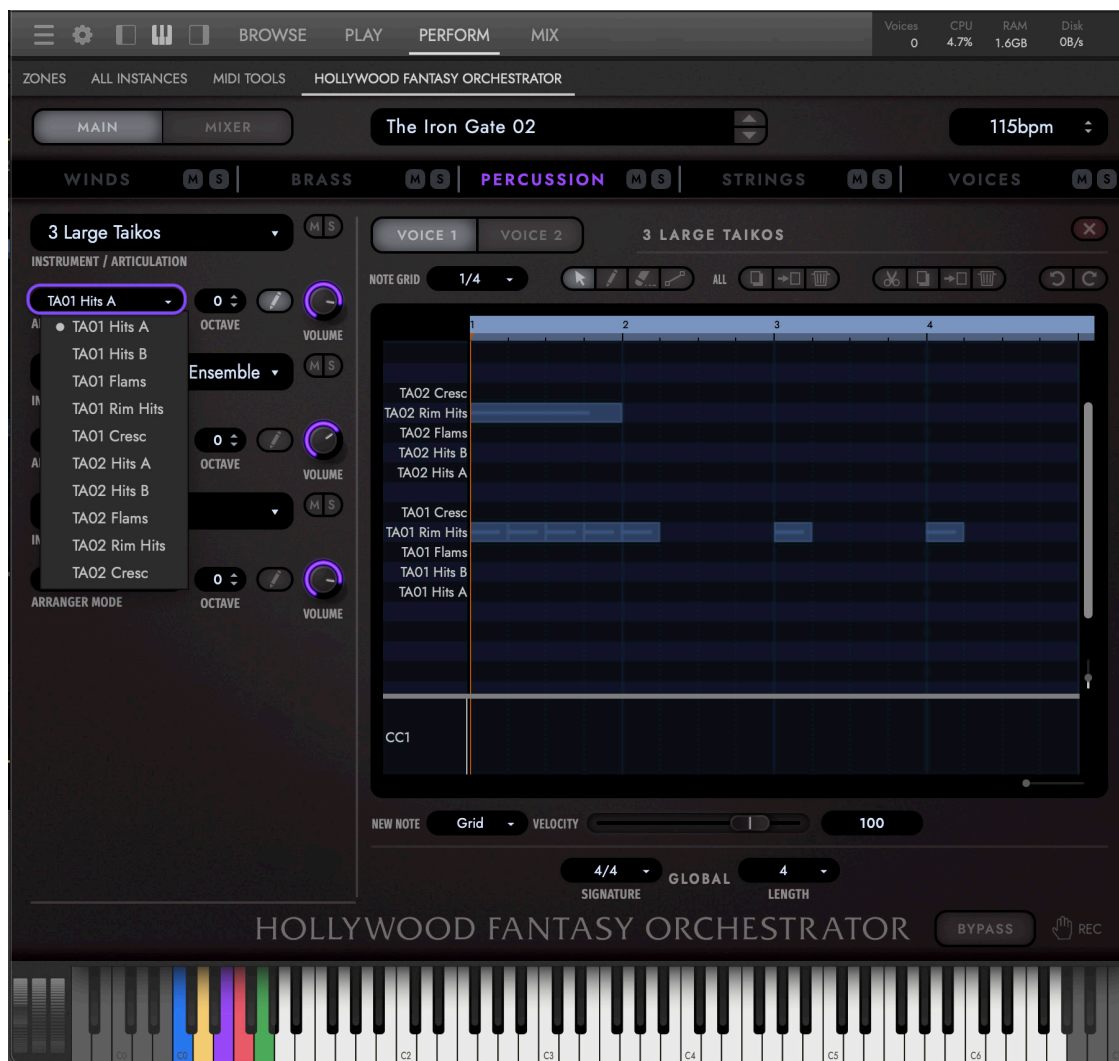 BROWSE PLAY PERFORM MIX
Voices CPU RAM Disk
0 4.7% 1.6GB 0B/s
ZONES ALL INSTANCES MIDI TOOLS HOLLYWOOD FANTASY ORCHESTRATOR
MAIN MIXER The Iron Gate 02 115bpm
WINDS M S BRASS M S PERCUSSION M S STRINGS M S VOICES M S
3 Large Taikos M S
INSTRUMENT / ARTICULATION
VOICE 1 VOICE 2 3 LARGE TAIKOS
NOTE GRID 1/4 ALL
TA01 Hits A 0
OCTAVE
VOLUME
TA01 Hits A
TA01 Hits B
TA01 Flams
TA01 Rim Hits
TA01 Cresc
TA02 Hits A
TA02 Hits B
TA02 Flams
TA02 Rim Hits
TA02 Cresc
Ensemble M S
0
OCTAVE
VOLUME
M S
0
ARRANGER MODE OCTAVE
VOLUME
1 2 3 4
TA02 Cresc
TA02 Rim Hits
TA02 Flams
TA02 Hits B
TA02 Hits A
TA01 Cresc
TA01 Rim Hits
TA01 Flams
TA01 Hits B
TA01 Hits A
CC1
NEW NOTE Grid VELOCITY 100
4/4 GLOBAL 4
SIGNATURE LENGTH
HOLLYWOOD FANTASY ORCHESTRATOR BYPASS REC
C0 C2 C3 C4 C5 C6